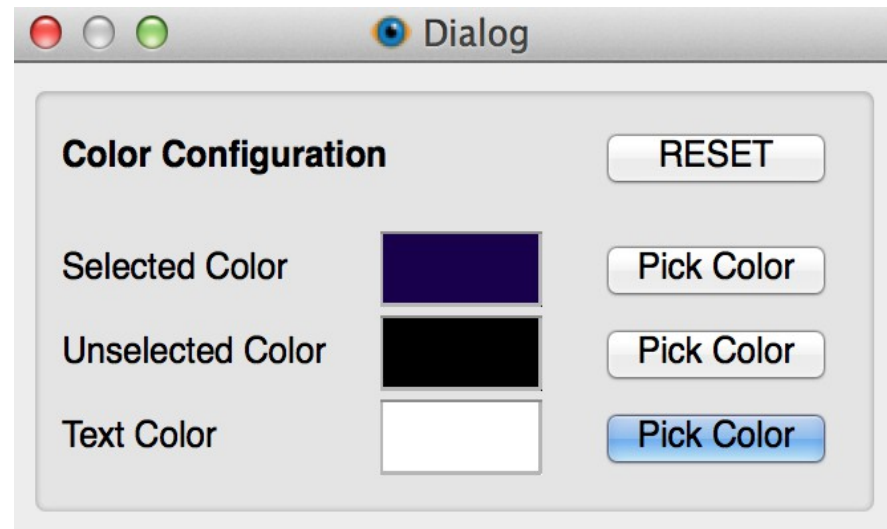 Dialog
Color Configuration RESET
Selected Color Pick Color
Unselected Color Pick Color
Text Color Pick Color